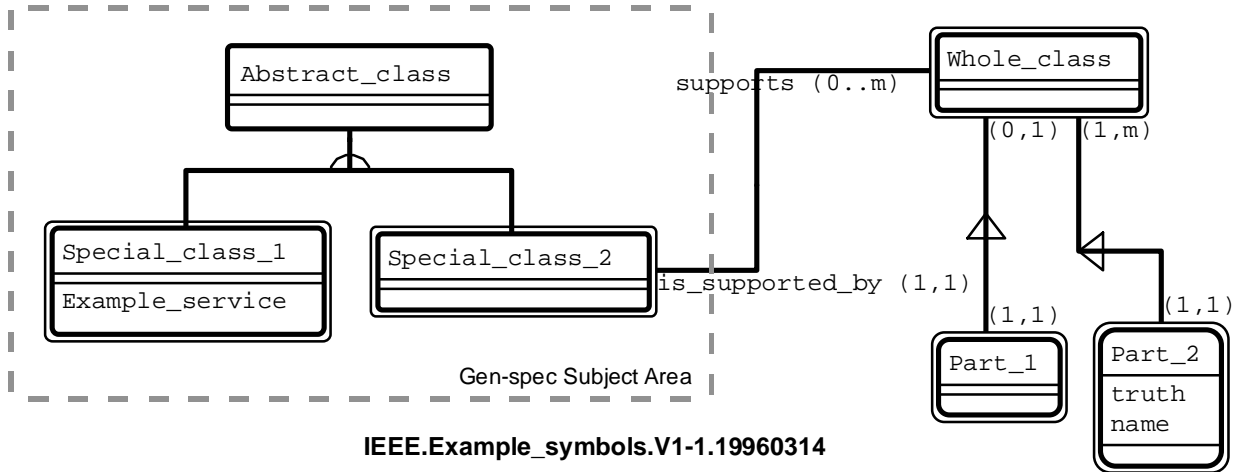 Abstract_class
Whole_class
supports (0..m)
(0,1) (1,m)
Special_class_1
Special_class_2
Example_service
is_supported_by (1,1)
(1,1)
(1,1)
Part_1
Part_2
truth
name
Gen-spec Subject Area
IEEE.Example_symbols.V1-1.19960314